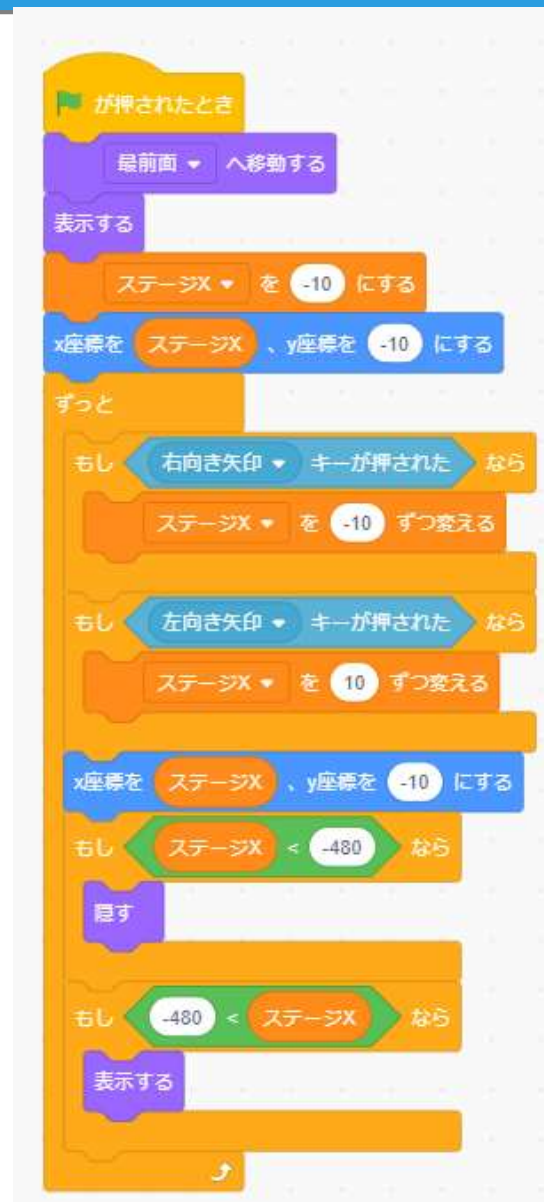 が押されたとき
最前面 へ移動する
表示する
ステージX を -10 にする
x座標を ステージX 、y座標を -10 にする
ずっと
もし 右向き矢印 キーが押された なら
ステージX を -10 ずつ変える
もし 左向き矢印 キーが押された なら
ステージX を 10 ずつ変える
x座標を ステージX 、y座標を -10 にする
もし ステージX < -480 なら
隠す
もし -480 < ステージX なら
表示する